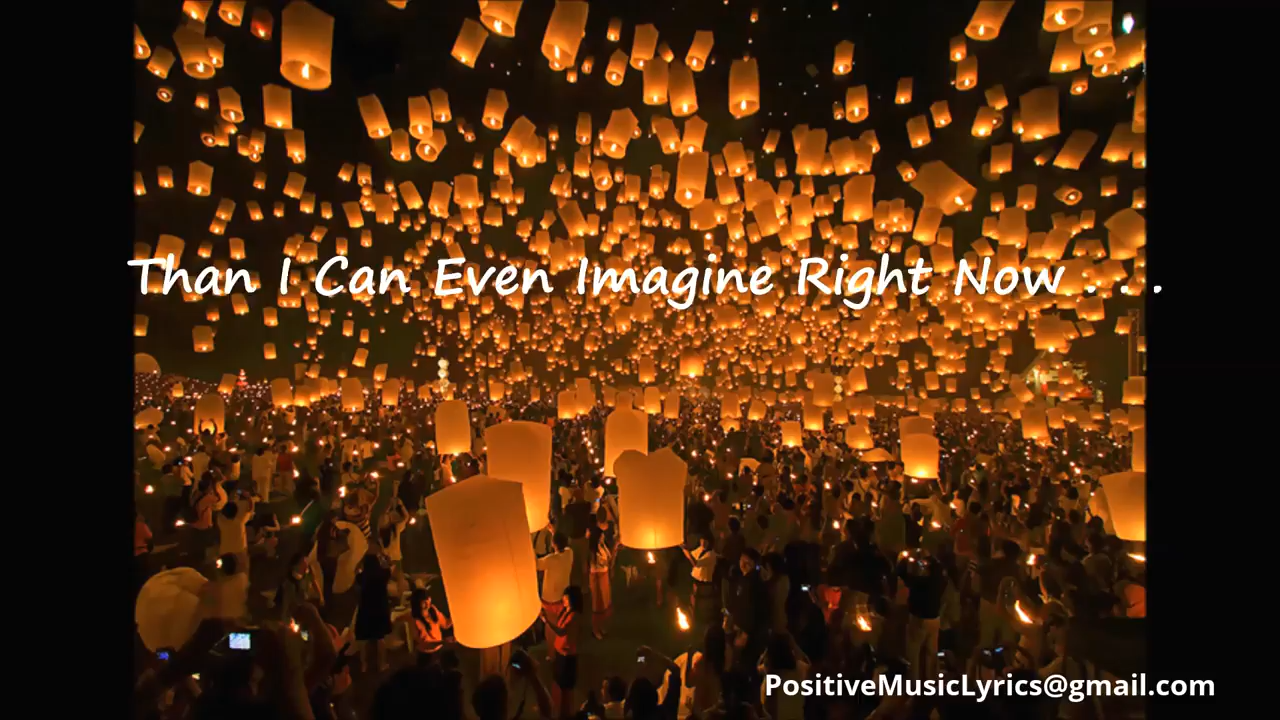 Than I Can Even Imagine Right Now . . .
PositiveMusicLyrics@gmail.com